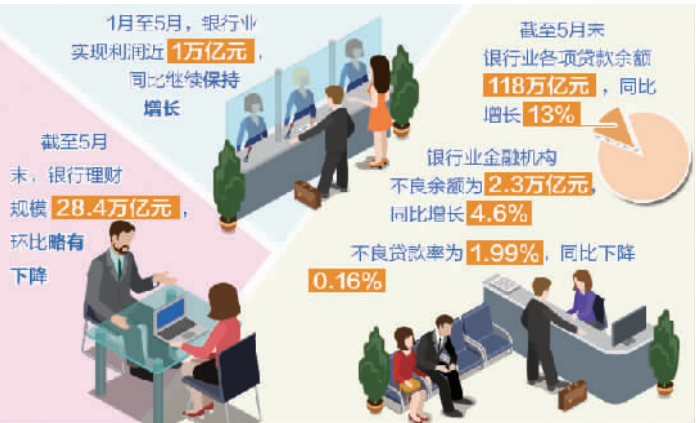 1月至5月，银行业
实现利润近 1万亿元，
同比继续保持
增长
截至5月
末，银行理财
规模 28.4万亿元，
环比略有
下降
截至5月末
银行业各项贷款余额
118万亿元，同比
增长 13%
银行业金融机构
不良余额为 2.3万亿元，
同比增长 4.6%
不良贷款率为 1.99%，同比下降
0.16%